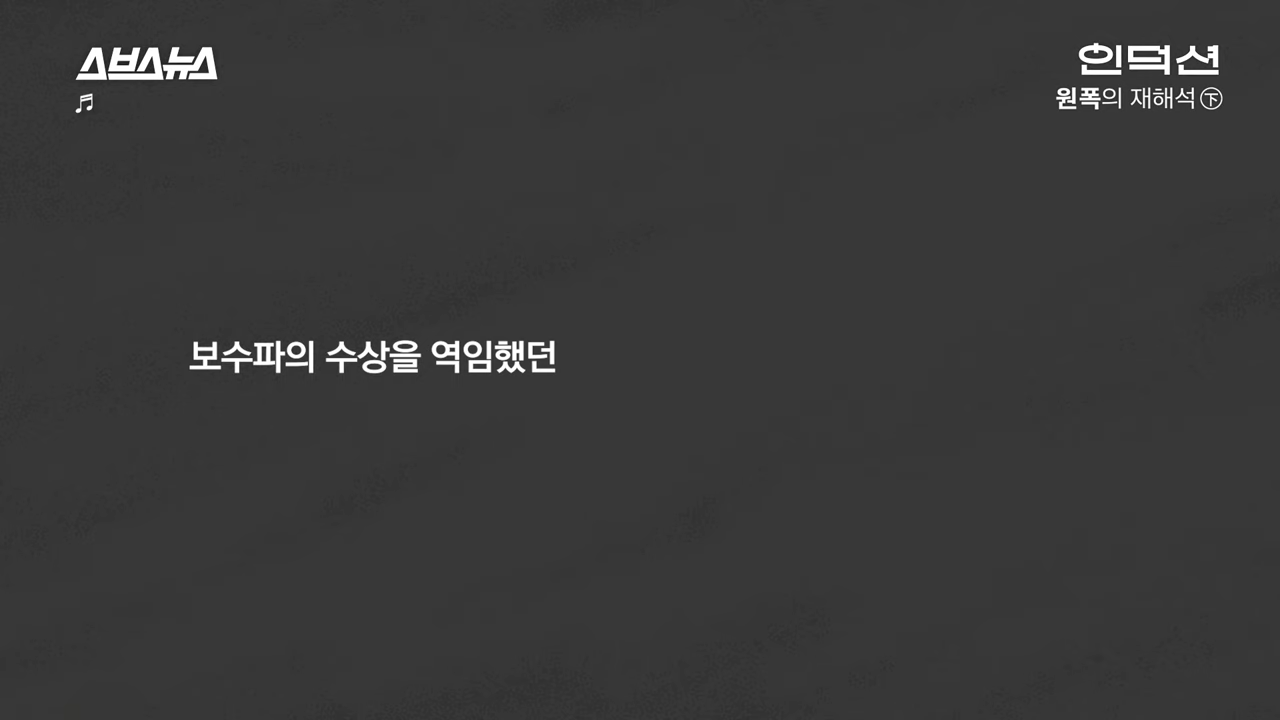 스브스뉴스
인덕션
원폭의 재해석㊦
보수파의 수상을 역임했던